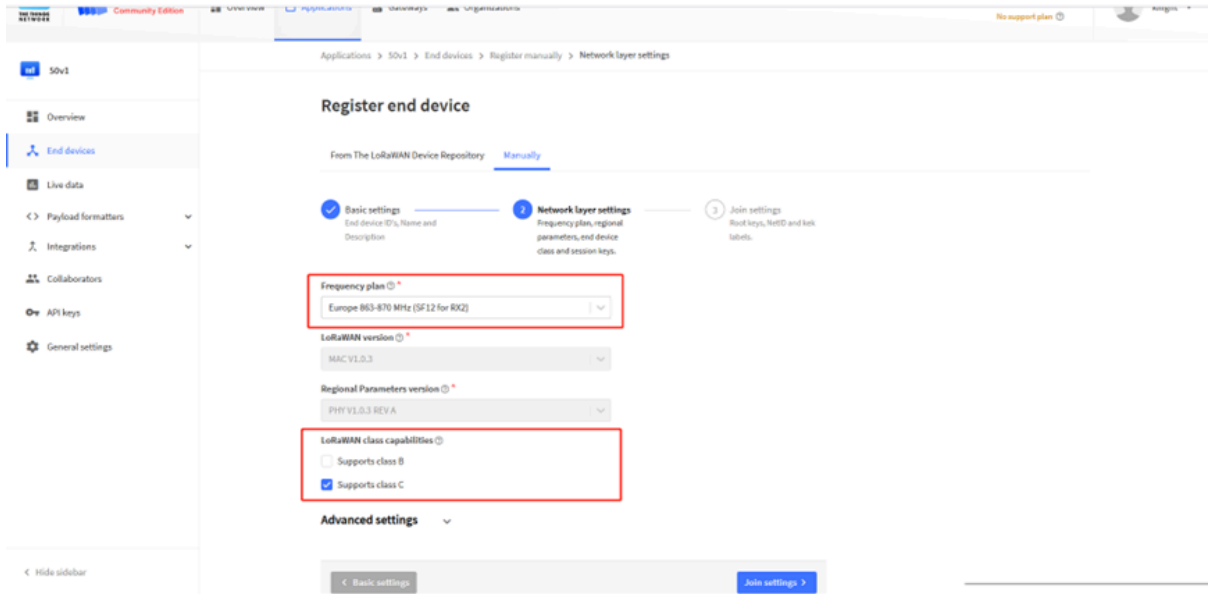 THE THINGS
NETWORK
Community Edition
Overview
Applications
Gateways
Organizations
No support plan
Knight
Applications > 50v1 > End devices > Register manually > Network layer settings
50v1
Overview
End devices
Live data
Payload formatters
Integrations
Collaborators
API keys
General settings
Hide sidebar
Register end device
From The LoRaWAN Device Repository
Manually
Basic settings
End device ID's, Name and
Description
2
Network layer settings
Frequency plan, regional
parameters, end device
class and session keys.
3
Join settings
Root keys, NetID and kek
labels.
Frequency plan *
Europe 863-870 MHz (SF12 for RX2)
LoRaWAN version *
MAC V1.0.3
Regional Parameters version *
PHY V1.0.3 REV A
LoRaWAN class capabilities
Supports class B
Supports class C
Advanced settings
< Basic settings
Join settings >